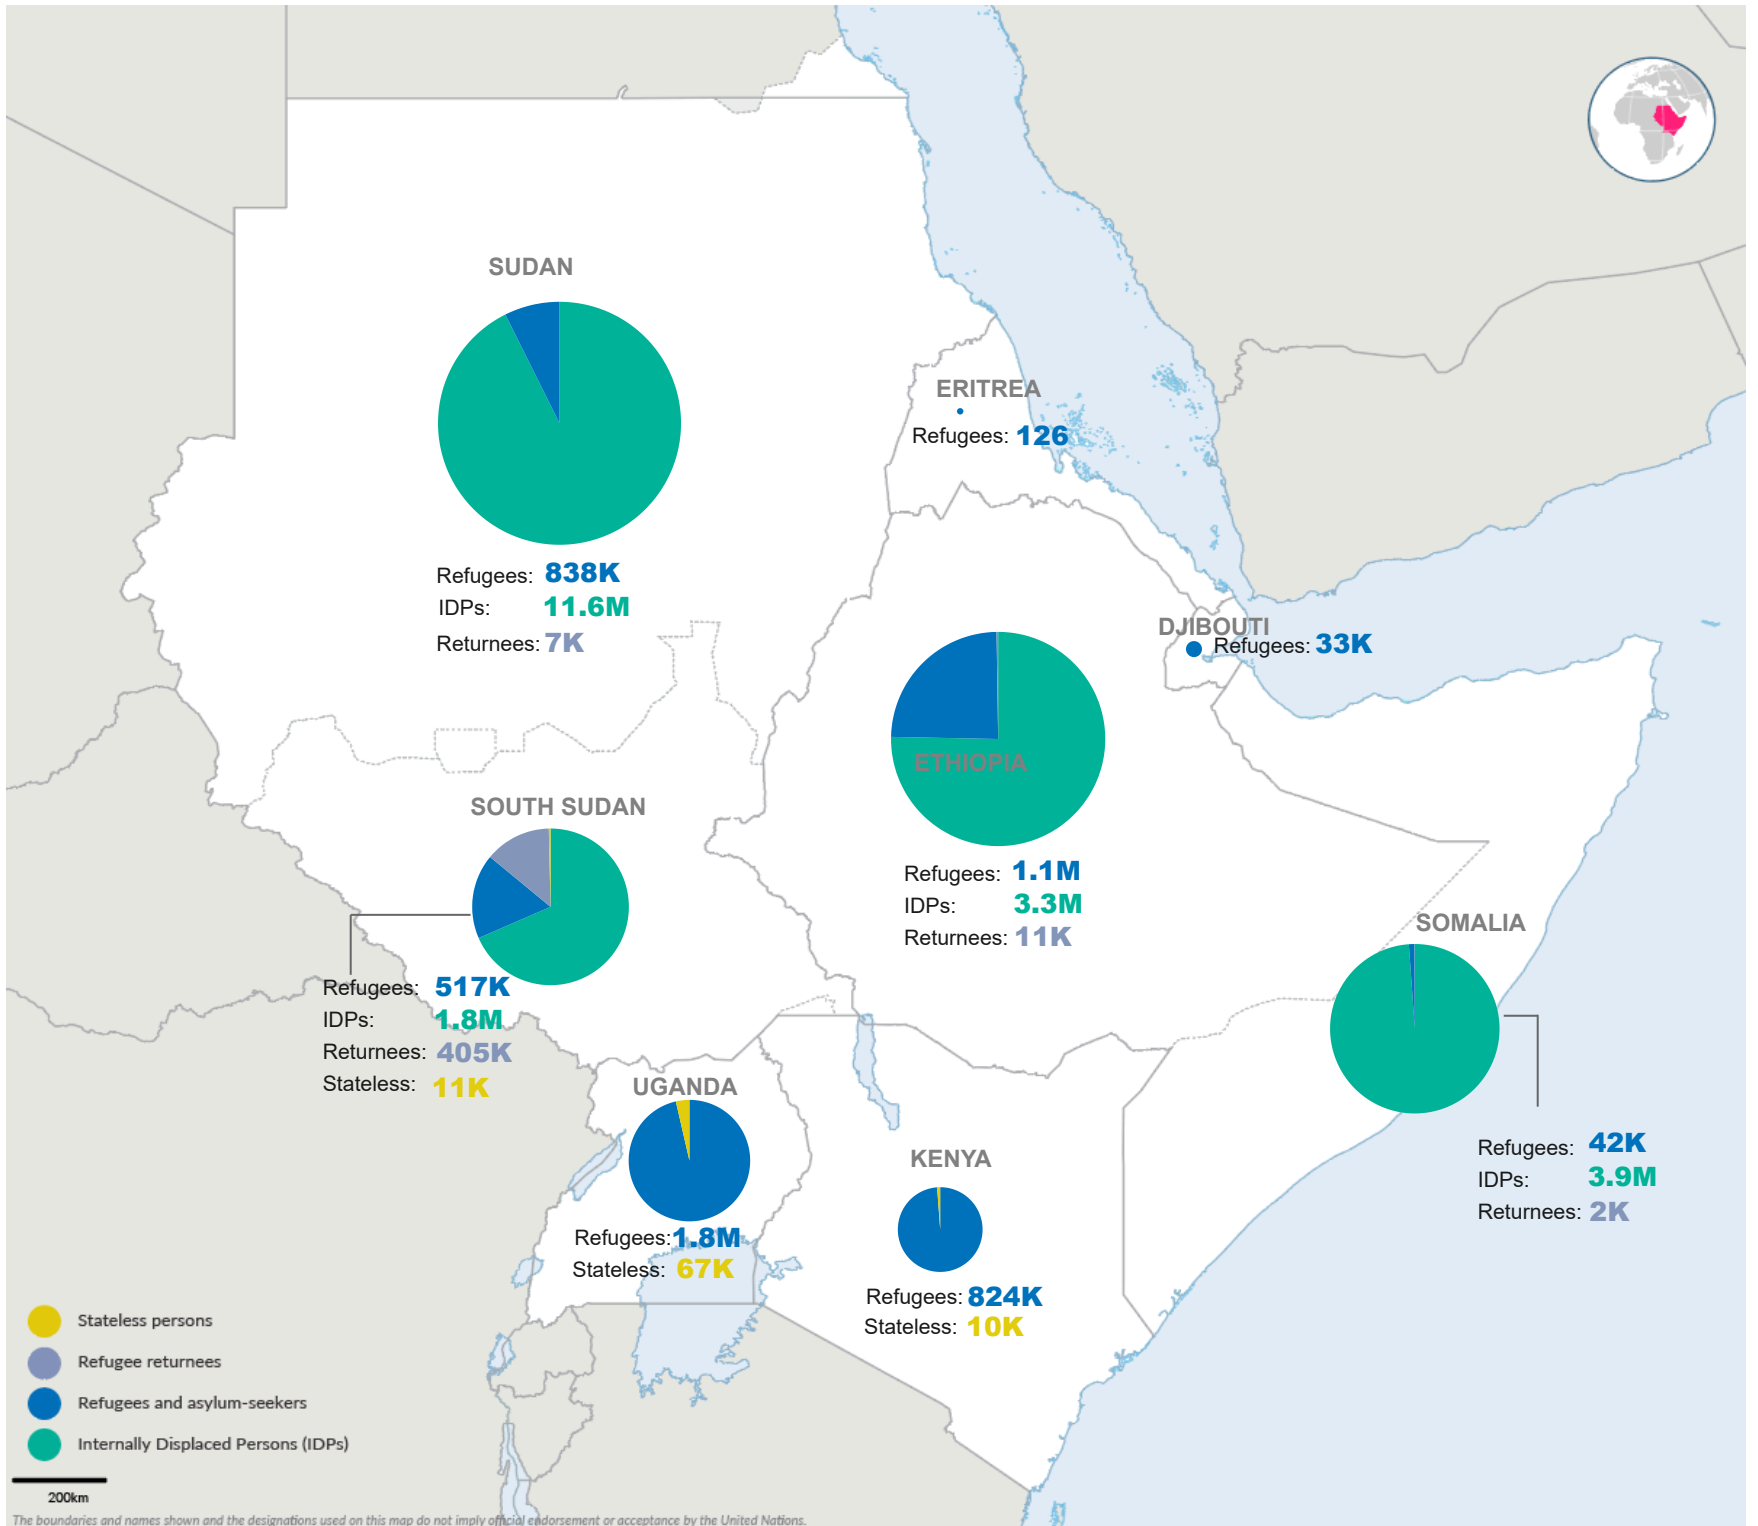 SUDAN
Refugees: 838K
IDPs: 11.6M
Returnees: 7K
ERITREA
Refugees: 126
DJIBOUTI
Refugees: 33K
ETHIOPIA
Refugees: 1.1M
IDPs: 3.3M
Returnees: 11K
SOUTH SUDAN
Refugees: 517K
IDPs: 1.8M
Returnees: 405K
Stateless: 11K
SOMALIA
Refugees: 42K
IDPs: 3.9M
Returnees: 2K
UGANDA
Refugees: 1.8M
Stateless: 67K
KENYA
Refugees: 824K
Stateless: 10K
Stateless persons
Refugee returnees
Refugees and asylum-seekers
Internally Displaced Persons (IDPs)
200km
The boundaries and names shown and the designations used on this map do not imply official endorsement or acceptance by the United Nations.